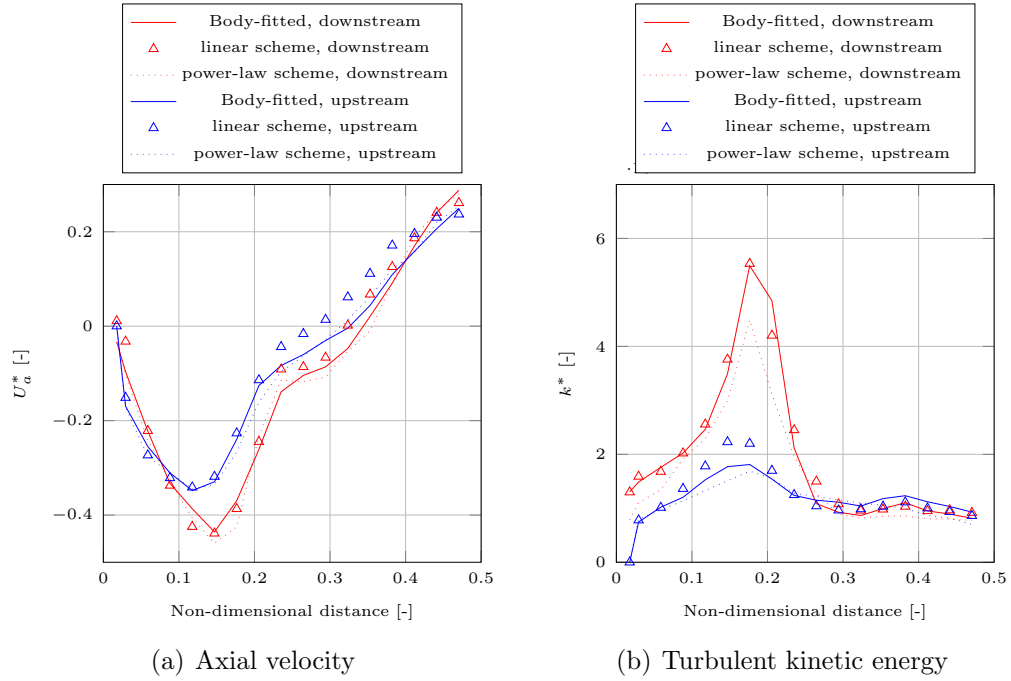 Body-fitted, downstream
linear scheme, downstream
power-law scheme, downstream
Body-fitted, upstream
linear scheme, upstream
power-law scheme, upstream
0.2
0
−0.2
−0.4
U*a [-]
0 0.1 0.2 0.3 0.4 0.5
Non-dimensional distance [-]
(a) Axial velocity
Body-fitted, downstream
linear scheme, downstream
power-law scheme, downstream
Body-fitted, upstream
linear scheme, upstream
power-law scheme, upstream
6
4
2
0
k* [-]
0 0.1 0.2 0.3 0.4 0.5
Non-dimensional distance [-]
(b) Turbulent kinetic energy